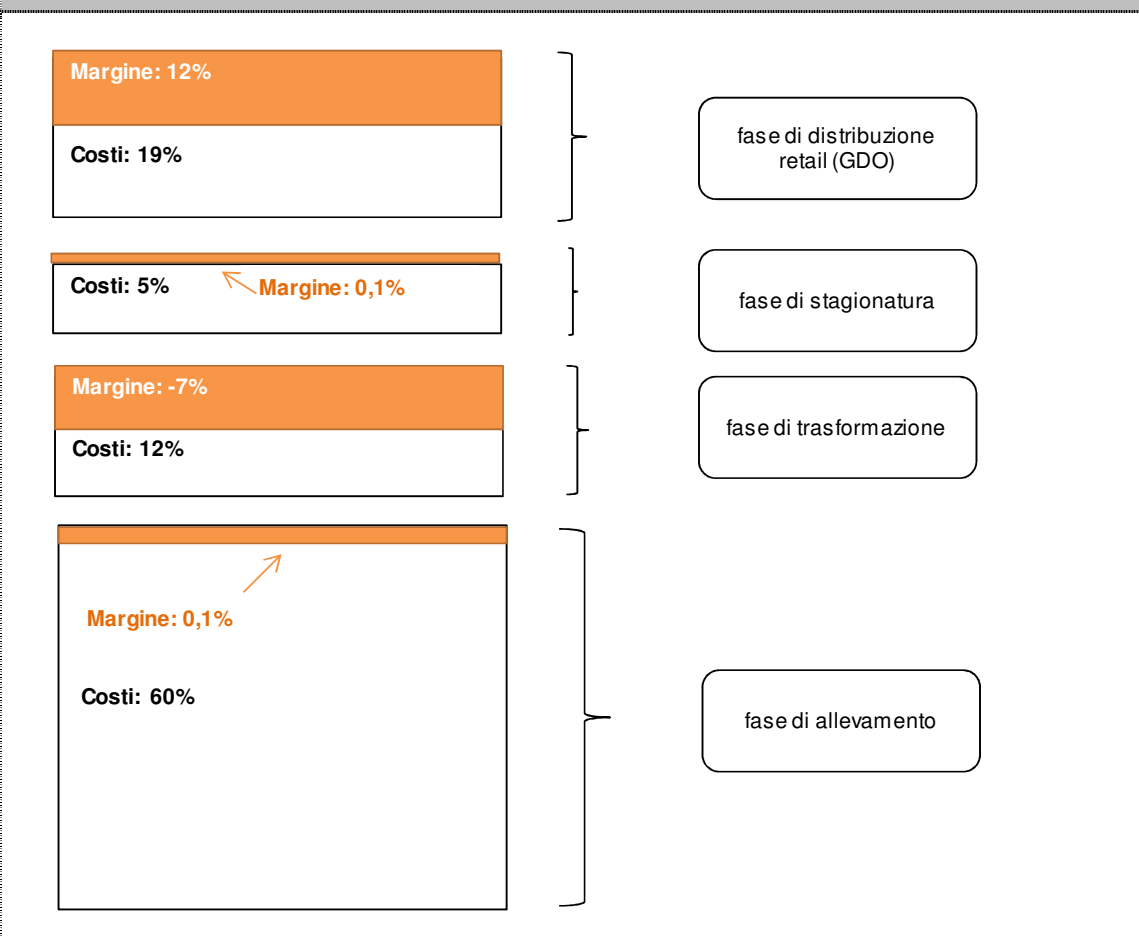 Margine: 12%
Costi: 19%
fase di distribuzione
retail (GDO)
Costi: 5%
Margine: 0,1%
fase di stagionatura
Margine: -7%
Costi: 12%
fase di trasformazione
Margine: 0,1%
Costi: 60%
fase di allevamento